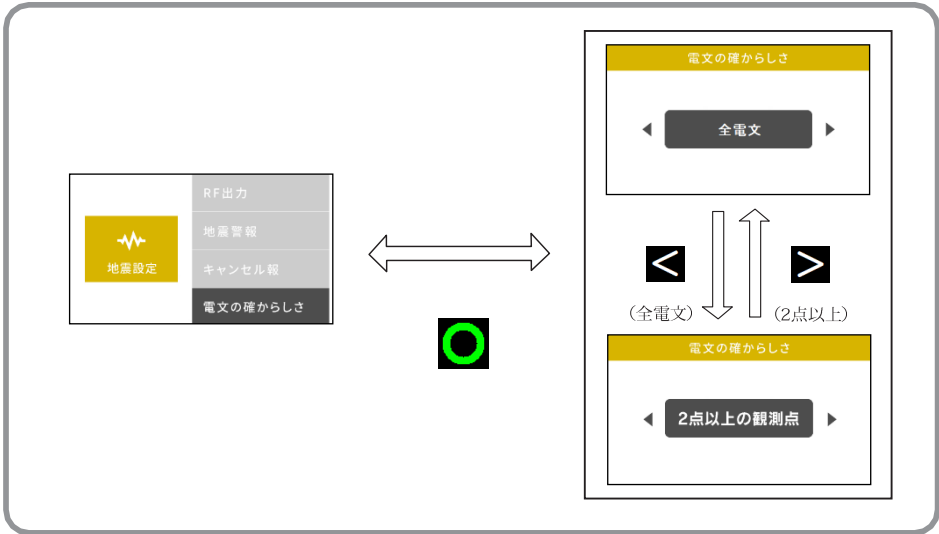 電文の確からしさ
全電文
RF出力
地震警報
キャンセル報
電文の確からしさ
地震設定
<
>
(全電文)
(2点以上)
電文の確からしさ
2点以上の観測点